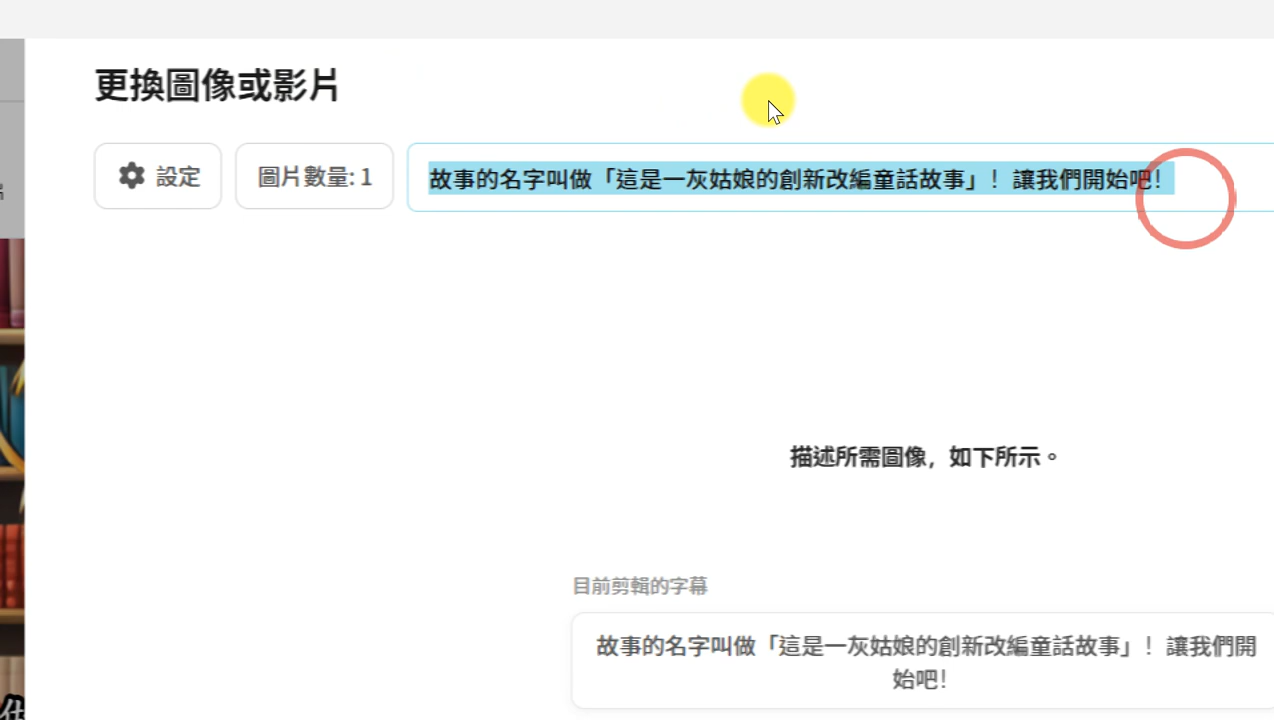 更換圖像或影片
設定
圖片數量: 1
故事的名字叫做「這是一灰姑娘的創新改編童話故事」！讓我們開始吧!
描述所需圖像，如下所示。
目前剪輯的字幕
故事的名字叫做「這是一灰姑娘的創新改編童話故事」！讓我們開
始吧!